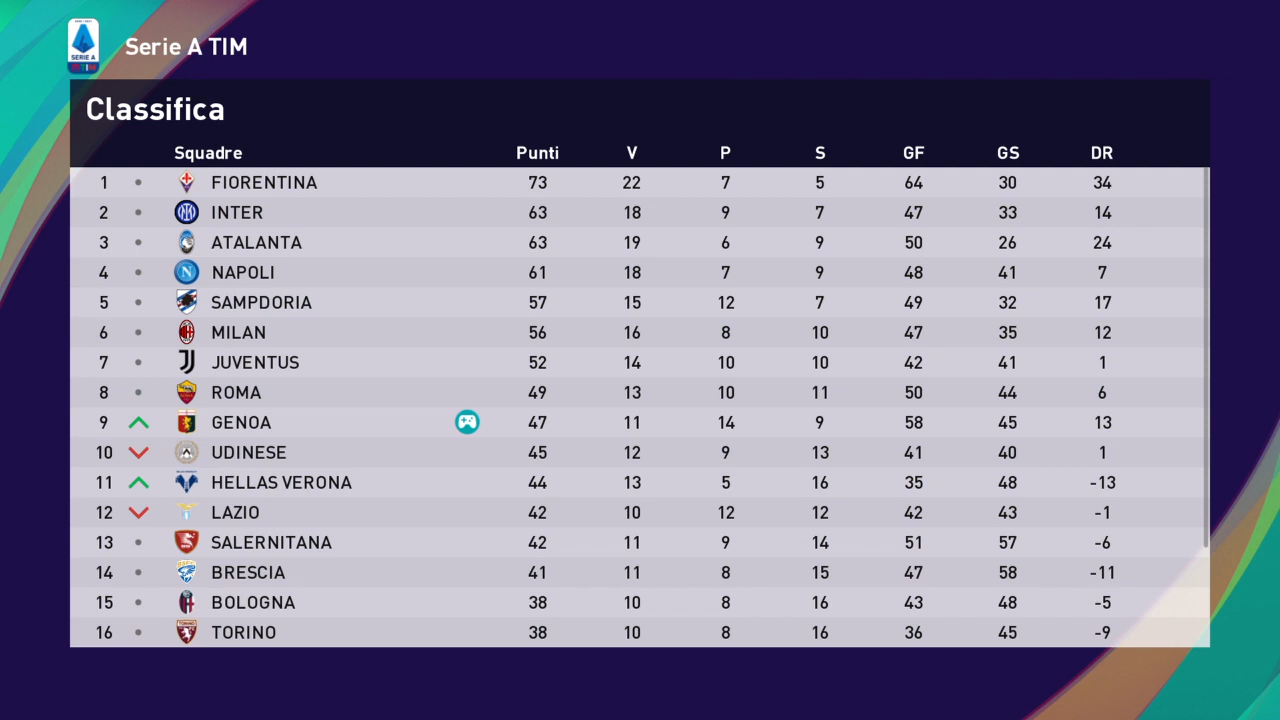 SERIE A
TIM
Serie A TIM
Classifica
Squadre Punti V P S GF GS DR
1 FIORENTINA 73 22 7 5 64 30 34
2 INTER 63 18 9 7 47 33 14
3 ATALANTA 63 19 6 9 50 26 24
4 NAPOLI 61 18 7 9 48 41 7
5 SAMPDORIA 57 15 12 7 49 32 17
6 MILAN 56 16 8 10 47 35 12
7 JUVENTUS 52 14 10 10 42 41 1
8 ROMA 49 13 10 11 50 44 6
9 GENOA 47 11 14 9 58 45 13
10 UDINESE 45 12 9 13 41 40 1
11 HELLAS VERONA 44 13 5 16 35 48 -13
12 LAZIO 42 10 12 12 42 43 -1
13 SALERNITANA 42 11 9 14 51 57 -6
14 BRESCIA 41 11 8 15 47 58 -11
15 BOLOGNA 38 10 8 16 43 48 -5
16 TORINO 38 10 8 16 36 45 -9